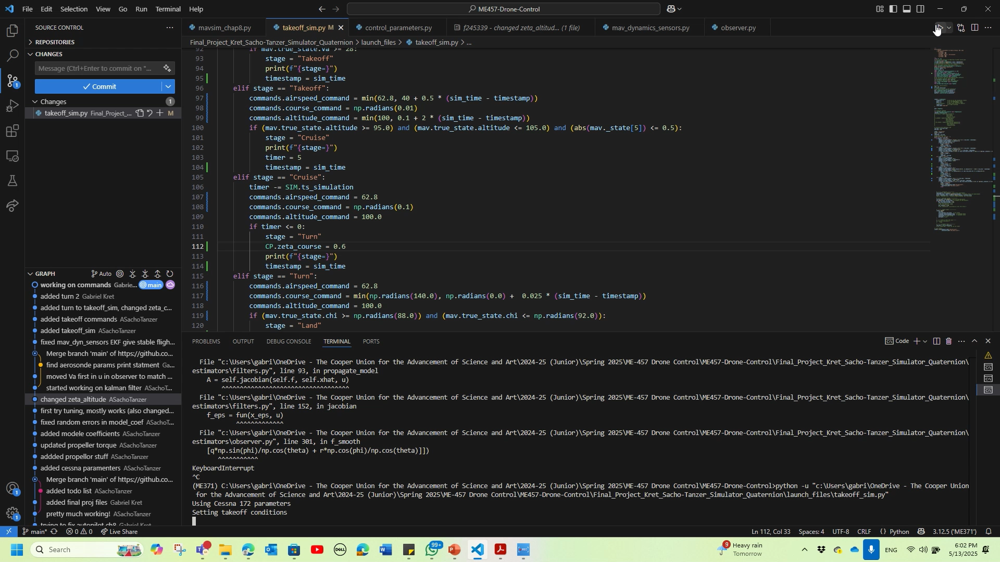 File Edit Selection View Go Run Terminal Help
ME457-Drone-Control
SOURCE CONTROL
REPOSITORIES
CHANGES
Message (Ctrl+Enter to commit on "...
Commit
Changes 1
takeoff_sim.py Final_Project_... M
GRAPH Auto
working on commands Gabrie... main
added turn 2 Gabriel Kret
added turn to takeoff_sim, changed zeta_c...
added takeoff commands ASachoTanzer
added takeoff_sim ASachoTanzer
fixed mav_dyn_sensors EKF give stable fligh...
Merge branch 'main' of https://github.co...
find aerosonde params print statment Ga...
moved Va first in u in observer to match ...
started working on kalman filter ASachoT...
changed zeta_altitude ASachoTanzer
first try tuning, mostly works (also changed...
fixed random errors in model_coef ASachoT...
added modele coefficients ASachoTanzer
updated propeller torque ASachoTanzer
addded propellor stuff ASachoTanzer
added cessna paramenters ASachoTanzer
Merge branch 'main' of https://github.co...
added todo list ASachoTanzer
added final proj files Gabriel Kret
pretty much working! ASachoTanzer
trying to fix autopilot ch8 Gabriel Kret
mavsim_chap8.py takeoff_sim.py M control_parameters.py f245339 - changed zeta_altitud... (1 file) mav_dynamics_sensors.py observer.py
Final_Project_Kret_Sacho-Tanzer_Simulator_Quaternion > launch_files > takeoff_sim.py > ...
92 if mav.true_state.Va >= 28:
93 stage = "Takeoff"
94 print(f"{stage=}")
95 timestamp = sim_time
96 elif stage == "Takeoff":
97 commands.airspeed_command = min(62.8, 40 + 0.5 * (sim_time - timestamp))
98 commands.course_command = np.radians(0.01)
99 commands.altitude_command = min(100, 0.1 + 2 * (sim_time - timestamp))
100 if (mav.true_state.altitude >= 95.0) and (mav.true_state.altitude <= 105.0) and (abs(mav._state[5]) <= 0.5):
101 stage = "Cruise"
102 print(f"{stage=}")
103 timer = 5
104 timestamp = sim_time
105 elif stage == "Cruise":
106 timer -= SIM.ts_simulation
107 commands.airspeed_command = 62.8
108 commands.course_command = np.radians(0.1)
109 commands.altitude_command = 100.0
110 if timer <= 0:
111 stage = "Turn"
112 CP.zeta_course = 0.6
113 print(f"{stage=}")
114 timestamp = sim_time
115 elif stage == "Turn":
116 commands.airspeed_command = 62.8
117 commands.course_command = min(np.radians(140.0), np.radians(0.0) +  0.025 * (sim_time - timestamp))
118 commands.altitude_command = 100.0
119 if (mav.true_state.chi >= np.radians(88.0)) and (mav.true_state.chi <= np.radians(92.0)):
120 stage = "Land"
PROBLEMS OUTPUT DEBUG CONSOLE TERMINAL PORTS
Code
File "c:\Users\gabri\OneDrive - The Cooper Union for the Advancement of Science and Art\2024-25 (Junior)\Spring 2025\ME-457 Drone Control\ME457-Drone-Control\Final_Project_Kret_Sacho-Tanzer_Simulator_Quaternion\
estimators\filters.py", line 93, in propagate_model
A = self.jacobian(self.f, self.xhat, u)
^^^^^^^^^^^^^^^^^^^^^^^^^^^^^^^^^^^
File "c:\Users\gabri\OneDrive - The Cooper Union for the Advancement of Science and Art\2024-25 (Junior)\Spring 2025\ME-457 Drone Control\ME457-Drone-Control\Final_Project_Kret_Sacho-Tanzer_Simulator_Quaternion\
estimators\filters.py", line 152, in jacobian
f_eps = fun(x_eps, u)
^^^^^^^^^^^^^
File "c:\Users\gabri\OneDrive - The Cooper Union for the Advancement of Science and Art\2024-25 (Junior)\Spring 2025\ME-457 Drone Control\ME457-Drone-Control\Final_Project_Kret_Sacho-Tanzer_Simulator_Quaternion\
estimators\observer.py", line 301, in f_smooth
[q*np.sin(phi)/np.cos(theta) + r*np.cos(phi)/np.cos(theta)]])
^^^^^^^^^^^
KeyboardInterrupt
^C
(ME371) C:\Users\gabri\OneDrive - The Cooper Union for the Advancement of Science and Art\2024-25 (Junior)\Spring 2025\ME-457 Drone Control\ME457-Drone-Control>python -u "c:\Users\gabri\OneDrive - The Cooper Union
for the Advancement of Science and Art\2024-25 (Junior)\Spring 2025\ME-457 Drone Control\ME457-Drone-Control\Final_Project_Kret_Sacho-Tanzer_Simulator_Quaternion\launch_files\takeoff_sim.py"
Using Cessna 172 parameters
Setting takeoff conditions
main* 0 0 Live Share Ln 112, Col 33 Spaces: 4 UTF-8 CRLF { } Python 3.12.5 ('ME371')
Search 99+ 9 Heavy rain Tomorrow ENG 6:02 PM 5/13/2025